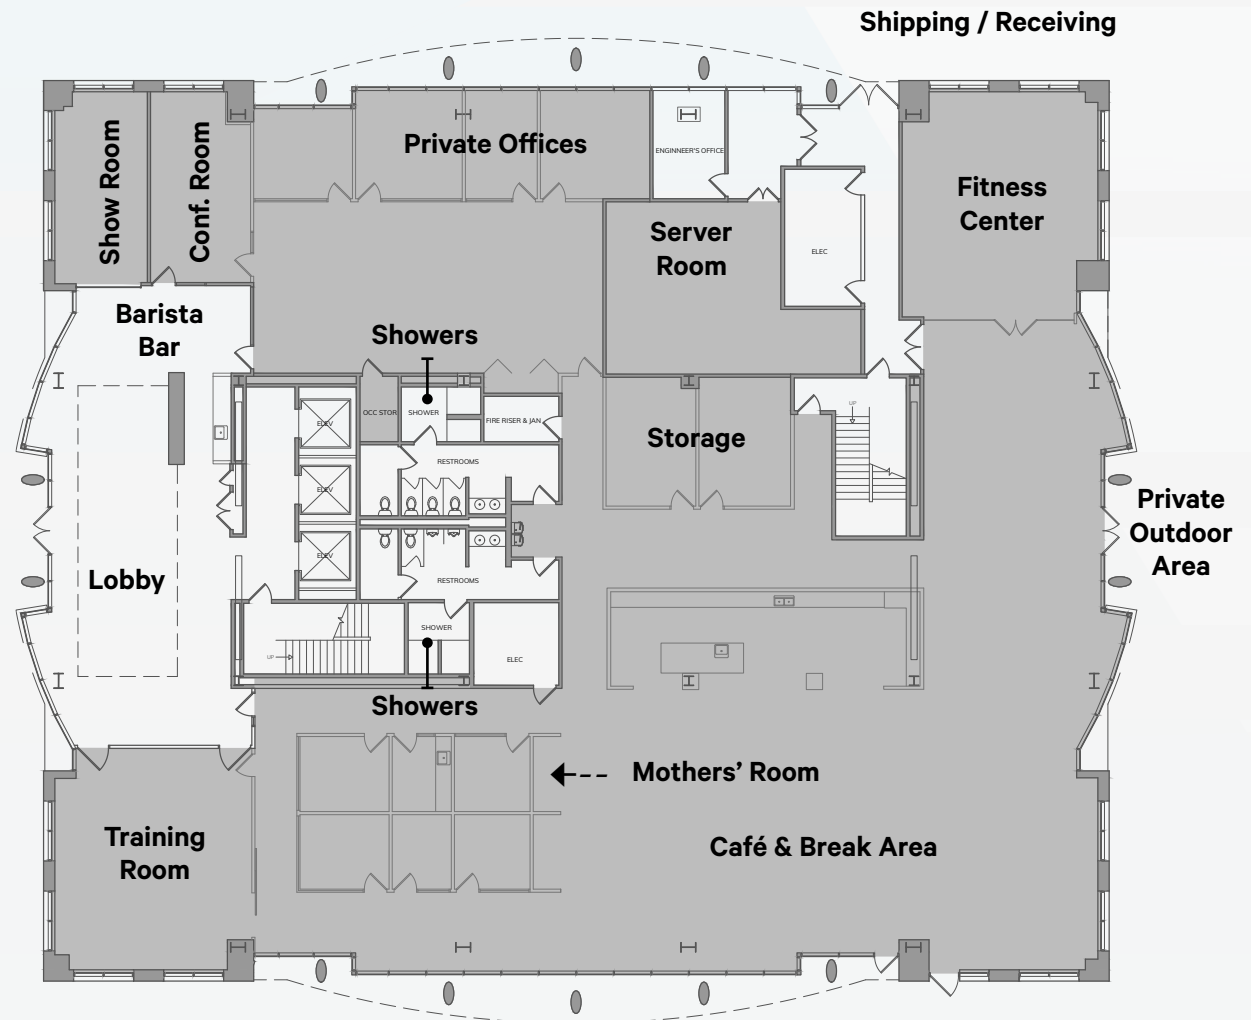 Shipping / Receiving
Show Room
Conf. Room
Private Offices
ENGINNEER'S OFFICE
Fitness
Center
Server
Room
ELEC
Barista
Bar
Showers
OCC STOR
SHOWER
FIRE RISER & JAN
ELEV
UP
Storage
RESTROOMS
ELEV
Private
Outdoor
Area
Lobby
ELEV
RESTROOMS
SHOWER
UP
ELEC
Showers
Mothers' Room
Training
Room
Café & Break Area